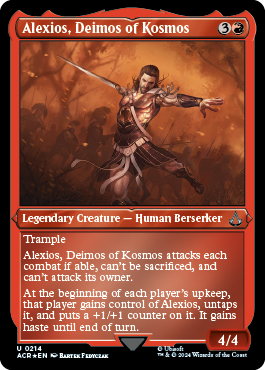 Alexios, Deimos of Kosmos 3
Legendary Creature — Human Berserker
Trample
Alexios, Deimos of Kosmos attacks each
combat if able, can't be sacrificed, and
can't attack its owner.
At the beginning of each player's upkeep,
that player gains control of Alexios, untaps
it, and puts a +1/+1 counter on it. It gains
haste until end of turn.
4/4
U 0214
ACR★EN Bartek Fedyczak
© Ubisoft
™ & © 2024 Wizards of the Coast